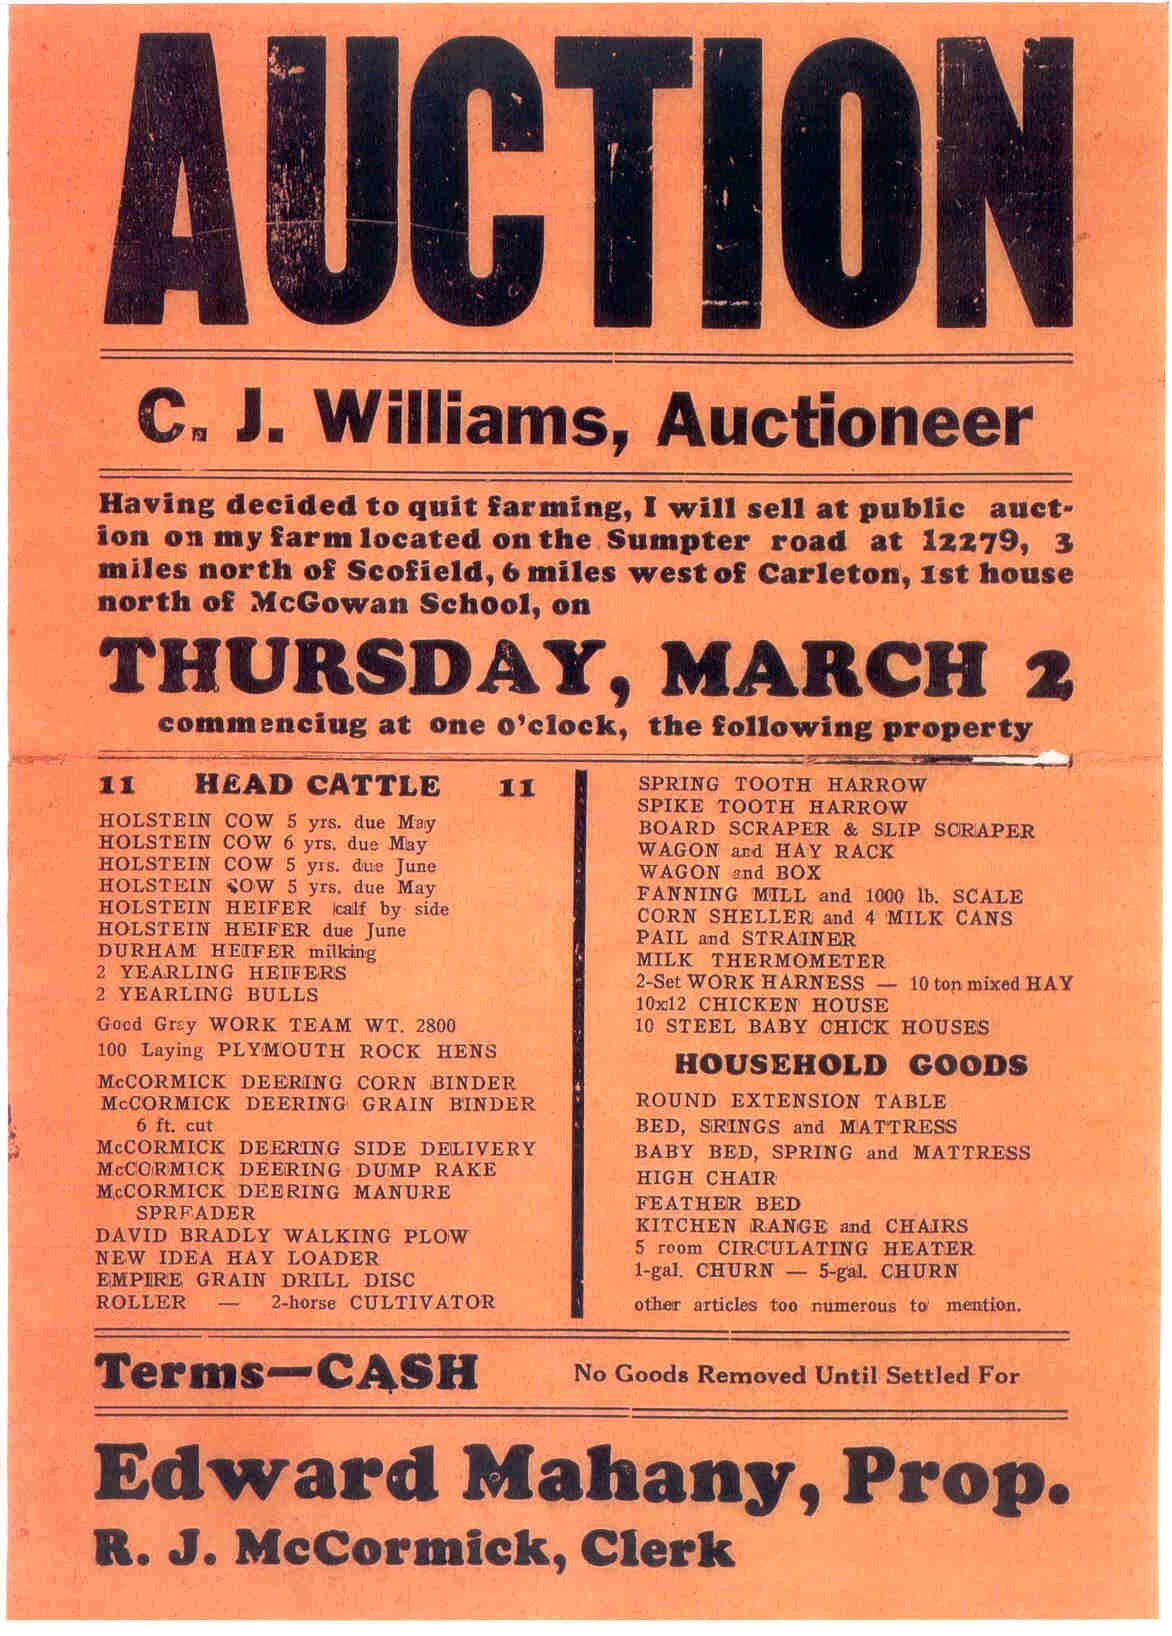 AUCTION
C. J. Williams, Auctioneer
Having decided to quit farming, I will sell at public auct-
ion on my farm located on the Sumpter road at 12279, 3
miles north of Scofield, 6 miles west of Carleton, 1st house
north of McGowan School, on
THURSDAY, MARCH 2
commenciug at one o'clock, the following property
11 HEAD CATTLE 11
HOLSTEIN COW 5 yrs. due May
HOLSTEIN COW 6 yrs. due May
HOLSTEIN COW 5 yrs. due June
HOLSTEIN COW 5 yrs. due May
HOLSTEIN HEIFER calf by side
HOLSTEIN HEIFER due June
DURHAM HEIFER milking
2 YEARLING HEIFERS
2 YEARLING BULLS
Good Grey WORK TEAM WT. 2800
100 Laying PLYMOUTH ROCK HENS
McCORMICK DEERING CORN BINDER
McCORMICK DEERING GRAIN BINDER
6 ft. cut
McCORMICK DEERING SIDE DELIVERY
McCORMICK DEERING DUMP RAKE
McCORMICK DEERING MANURE
SPREADER
DAVID BRADLY WALKING PLOW
NEW IDEA HAY LOADER
EMPIRE GRAIN DRILL DISC
ROLLER — 2-horse CULTIVATOR
SPRING TOOTH HARROW
SPIKE TOOTH HARROW
BOARD SCRAPER & SLIP SCRAPER
WAGON and HAY RACK
WAGON and BOX
FANNING MILL and 1000 lb. SCALE
CORN SHELLER and 4 MILK CANS
PAIL and STRAINER
MILK THERMOMETER
2-Set WORK HARNESS — 10 ton mixed HAY
10x12 CHICKEN HOUSE
10 STEEL BABY CHICK HOUSES
HOUSEHOLD GOODS
ROUND EXTENSION TABLE
BED, SRINGS and MATTRESS
BABY BED, SPRING and MATTRESS
HIGH CHAIR
FEATHER BED
KITCHEN RANGE and CHAIRS
5 room CIRCULATING HEATER
1-gal. CHURN — 5-gal. CHURN
other articles too numerous to mention.
Terms—CASH No Goods Removed Until Settled For
Edward Mahany, Prop.
R. J. McCormick, Clerk